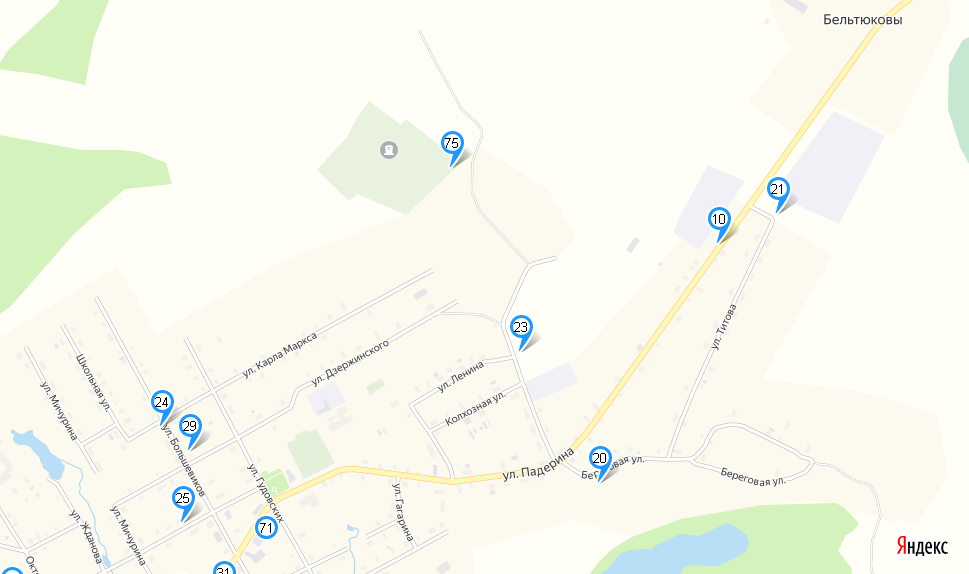 Бельтюковы
75
21
10
ул. Титова
23
ул. Карла Маркса
ул. Дзержинского
Школьная ул.
ул. Ленина
ул. Мичурина
Колхозная ул.
24
29
ул. Большевиков
ул. Падерина
20
Береговая ул.
Береговая ул.
ул. Гудовских
25
ул. Гагарина
71
ул. Жданова
ул. Мичурина
31
Яндекс